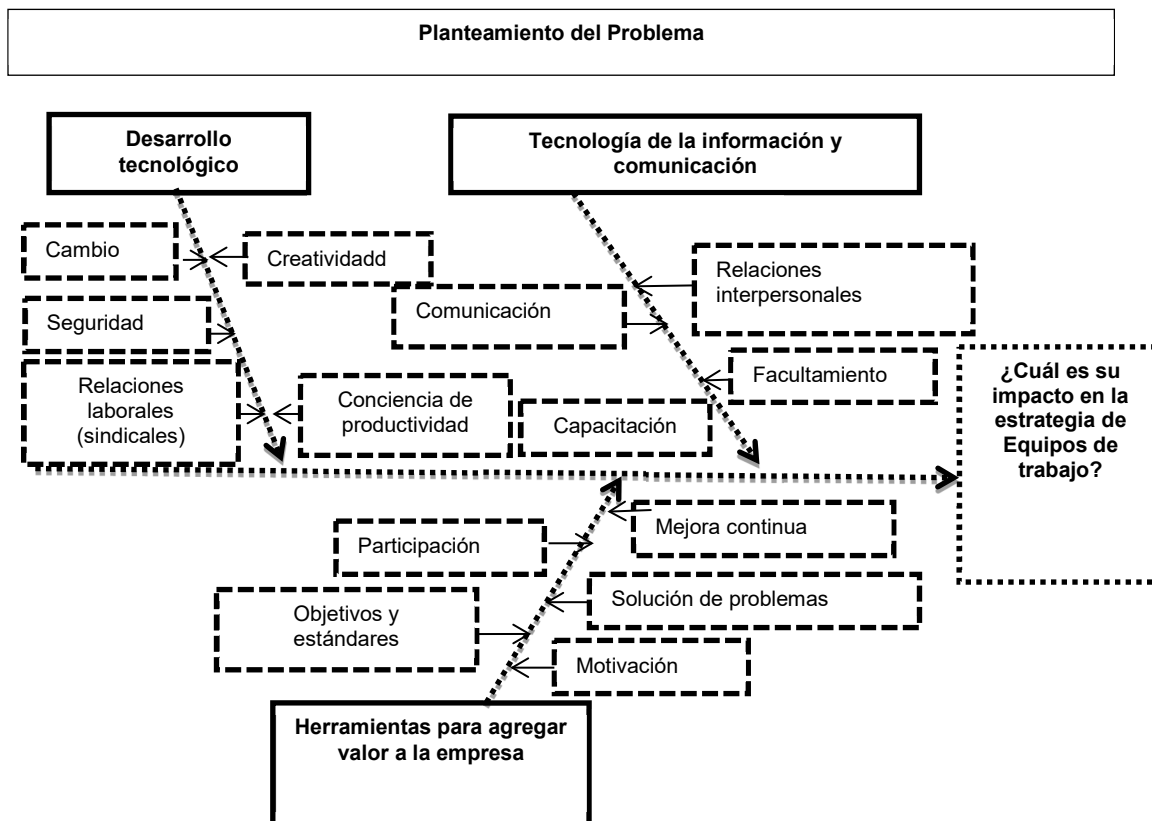 Planteamiento del Problema
Desarrollo
tecnológico
Tecnología de la información y
comunicación
Cambio
Creatividadd
Relaciones
interpersonales
Comunicación
Seguridad
Facultamiento
Relaciones
laborales
(sindicales)
Conciencia de
productividad
Capacitación
¿Cuál es su
impacto en la
estrategia de
Equipos de
trabajo?
Mejora continua
Participación
Solución de problemas
Objetivos y
estándares
Motivación
Herramientas para agregar
valor a la empresa